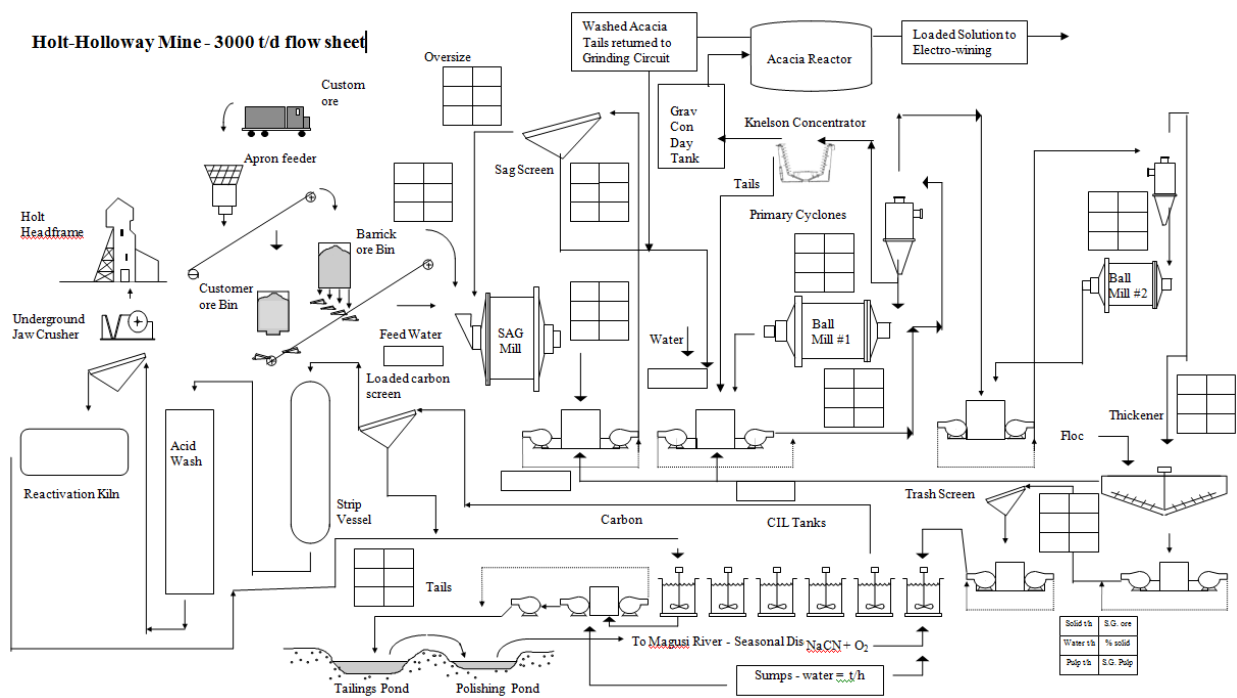 Holt-Holloway Mine - 3000 t/d flow sheet
Washed Acacia
Tails returned to
Grinding Circuit
Acacia Reactor
Loaded Solution to
Electro-wining
Oversize
Custom
ore
Apron feeder
Sag Screen
Grav
Con
Day
Tank
Knelson Concentrator
Tails
Primary Cyclones
Holt
Headframe
Barrick
ore Bin
Customer
ore Bin
Underground
Jaw Crusher
Feed Water
SAG
Mill
Water
Ball
Mill #1
Ball
Mill #2
Loaded carbon
screen
Thickener
Floc
Acid
Wash
Reactivation Kiln
Strip
Vessel
Carbon
CIL Tanks
Trash Screen
Tails
To Magusi River - Seasonal Dis
NaCN + O2
Sumps - water = t/h
Tailings Pond
Polishing Pond
Solid t/h
S.G. ore
Water t/h
% solid
Pulp t/h
S.G. Pulp